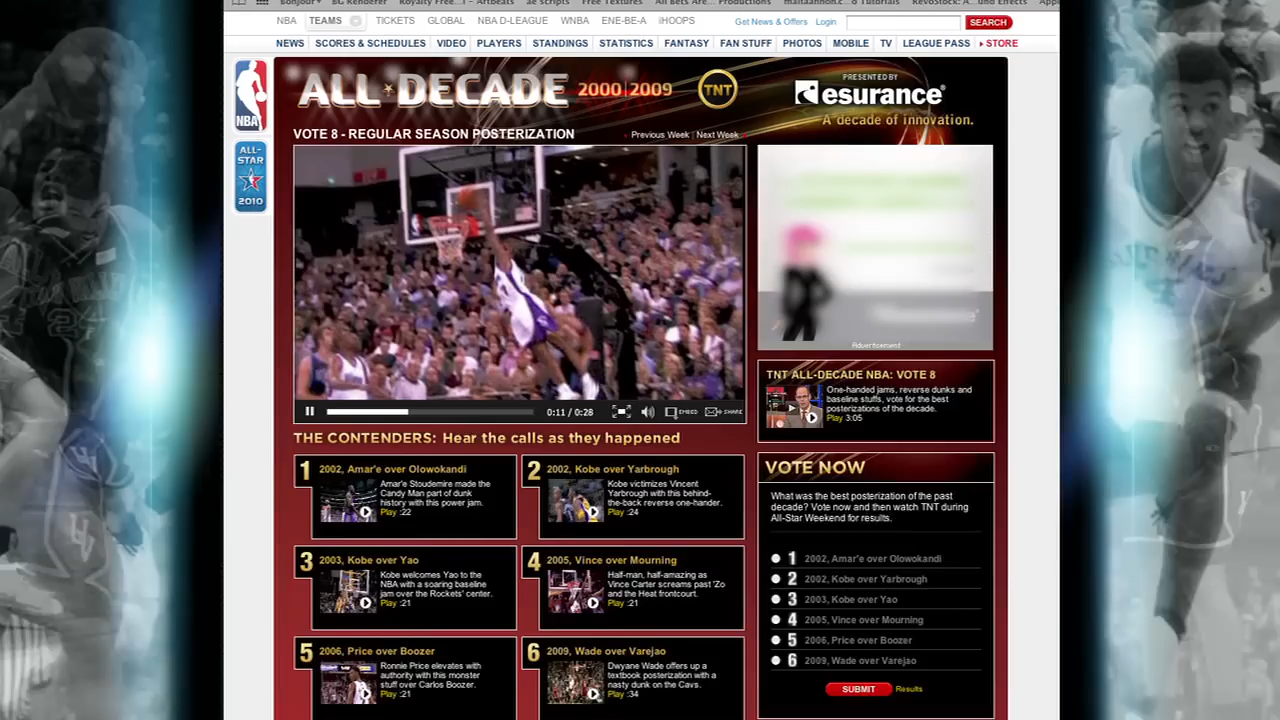 Bonjour
BG Renderer
ae scripts
Free Textures
All Bets Are...
Productions
NBA TEAMS TICKETS GLOBAL NBA D-LEAGUE WNBA ENE-BE-A iHOOPS
Get News & Offers Login SEARCH
NEWS SCORES & SCHEDULES VIDEO PLAYERS STANDINGS STATISTICS FANTASY FAN STUFF PHOTOS MOBILE TV LEAGUE PASS STORE
NBA
ALL-STAR
2010
ALL DECADE 2000 2009 TNT
PRESENTED BY
esurance
A decade of innovation.
VOTE 8 - REGULAR SEASON POSTERIZATION
Previous Week | Next Week
0:11 / 0:28 EMBED SHARE
Advertisement
TNT ALL-DECADE NBA: VOTE 8
One-handed jams, reverse dunks and
baseline stuffs, vote for the best
posterizations of the decade.
Play 3:05
THE CONTENDERS: Hear the calls as they happened
1 2002, Amar'e over Olowokandi
Amar'e Stoudemire made the
Candy Man part of dunk
history with this power jam.
Play :22
2 2002, Kobe over Yarbrough
Kobe victimizes Vincent
Yarbrough with this behind-
the-back reverse one-hander.
Play :24
3 2003, Kobe over Yao
Kobe welcomes Yao to the
NBA with a soaring baseline
jam over the Rockets' center.
Play :21
4 2005, Vince over Mourning
Half-man, half-amazing as
Vince Carter screams past 'Zo
and the Heat frontcourt.
Play :21
5 2006, Price over Boozer
Ronnie Price elevates with
authority with this monster
stuff over Carlos Boozer.
Play :21
6 2009, Wade over Varejao
Dwyane Wade offers up a
textbook posterization with a
nasty dunk on the Cavs.
Play :34
VOTE NOW
What was the best posterization of the past
decade? Vote now and then watch TNT during
All-Star Weekend for results.
1 2002, Amar'e over Olowokandi
2 2002, Kobe over Yarbrough
3 2003, Kobe over Yao
4 2005, Vince over Mourning
5 2006, Price over Boozer
6 2009, Wade over Varejao
SUBMIT Results